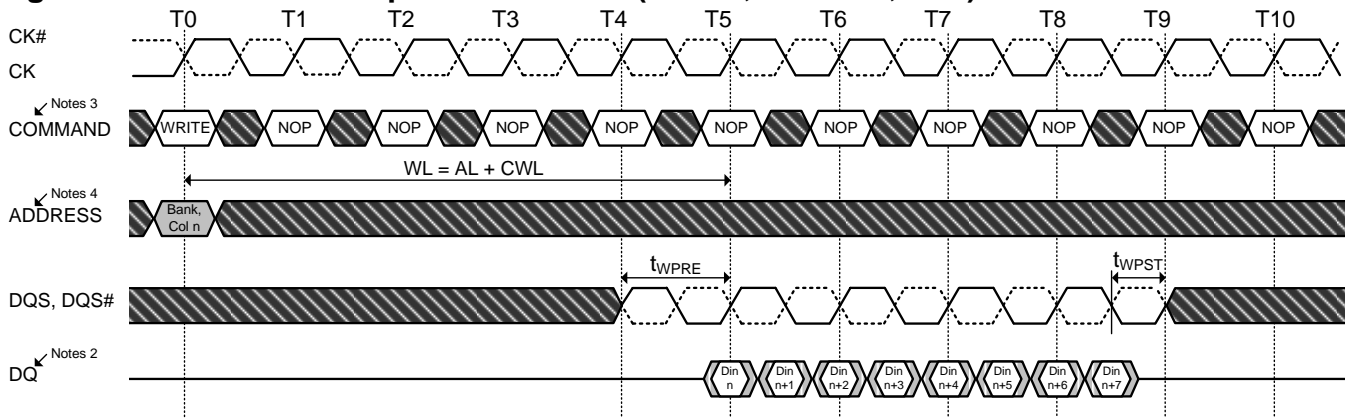 T0 T1 T2 T3 T4 T5 T6 T7 T8 T9 T10
CK#
CK
Notes 3
COMMAND WRITE NOP NOP NOP NOP NOP NOP NOP NOP NOP NOP
WL = AL + CWL
Notes 4
ADDRESS
Bank,
Col n
tWPRE tWPST
DQS, DQS#
Notes 2
DQ
Din n Din n+1 Din n+2 Din n+3 Din n+4 Din n+5 Din n+6 Din n+7